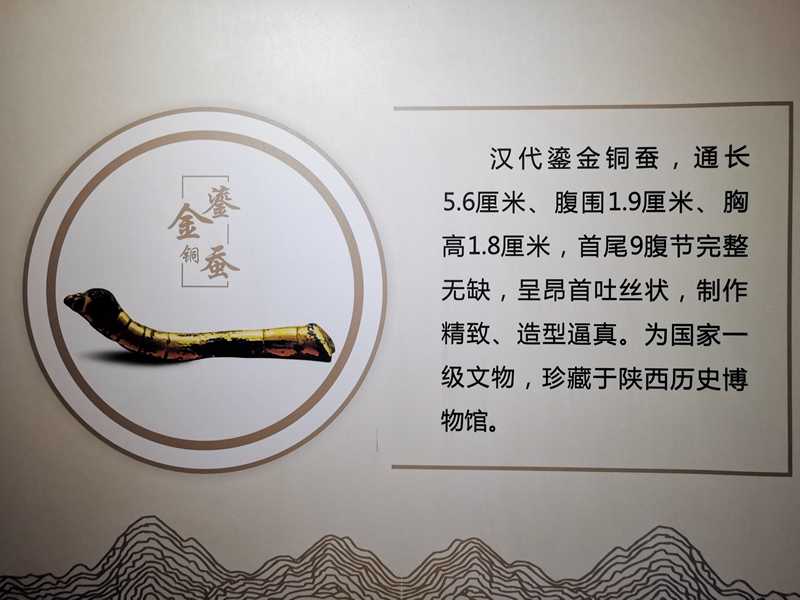 鎏
金
铜
蚕
汉代鎏金铜蚕，通长
5.6厘米、腹围1.9厘米、胸
高1.8厘米，首尾9腹节完整
无缺，呈昂首吐丝状，制作
精致、造型逼真。为国家一
级文物，珍藏于陕西历史博
物馆。